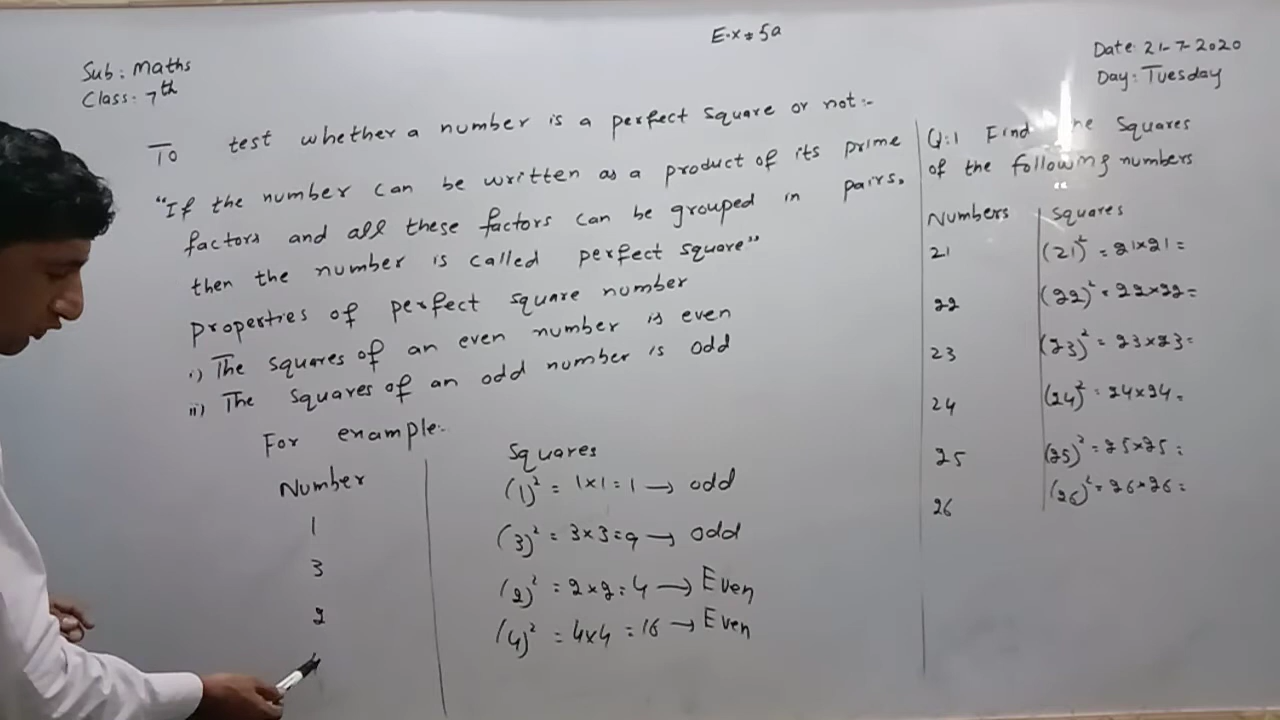 E.x # 5a
Sub: Maths
Class: 7th
Date: 21-7-2020
Day: Tuesday
To test whether a number is a perfect square or not:-
"If the number can be written as a product of its prime
factors and all these factors can be grouped in pairs.
then the number is called perfect square"
Properties of perfect square number
i) The squares of an even number is even
ii) The squares of an odd number is odd
For example:-
Number
Squares
1
(1)² = 1×1=1 → odd
3
(3)² = 3×3=9 → odd
2
(2)² = 2×2=4 → Even
(4)² = 4×4=16 → Even
Q:1 Find the Squares
of the following numbers
Numbers
Squares
21
(21)² = 21×21=
22
(22)² = 22×22=
23
(23)² = 23×23=
24
(24)² = 24×24=
25
(25)² = 25×25=
26
(26)² = 26×26=